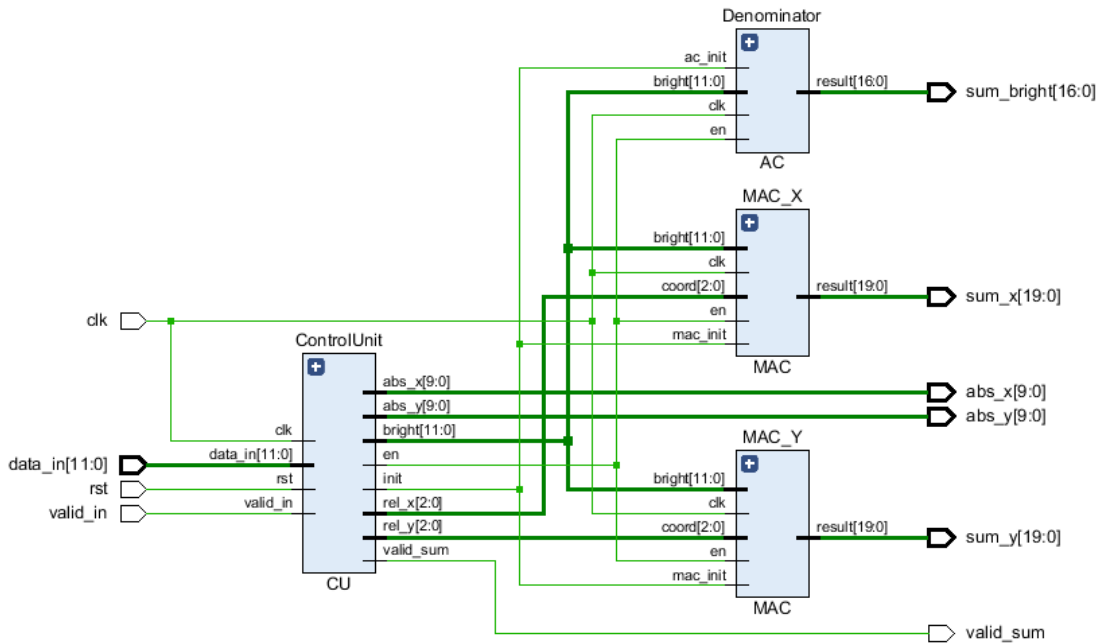 Denominator
ac_init
bright[11:0]
clk
en
result[16:0]
AC
sum_bright[16:0]
MAC_X
bright[11:0]
clk
coord[2:0]
en
mac_init
result[19:0]
MAC
sum_x[19:0]
clk
data_in[11:0]
rst
valid_in
ControlUnit
clk
data_in[11:0]
rst
valid_in
abs_x[9:0]
abs_y[9:0]
bright[11:0]
en
init
rel_x[2:0]
rel_y[2:0]
valid_sum
CU
abs_x[9:0]
abs_y[9:0]
MAC_Y
bright[11:0]
clk
coord[2:0]
en
mac_init
result[19:0]
MAC
sum_y[19:0]
valid_sum